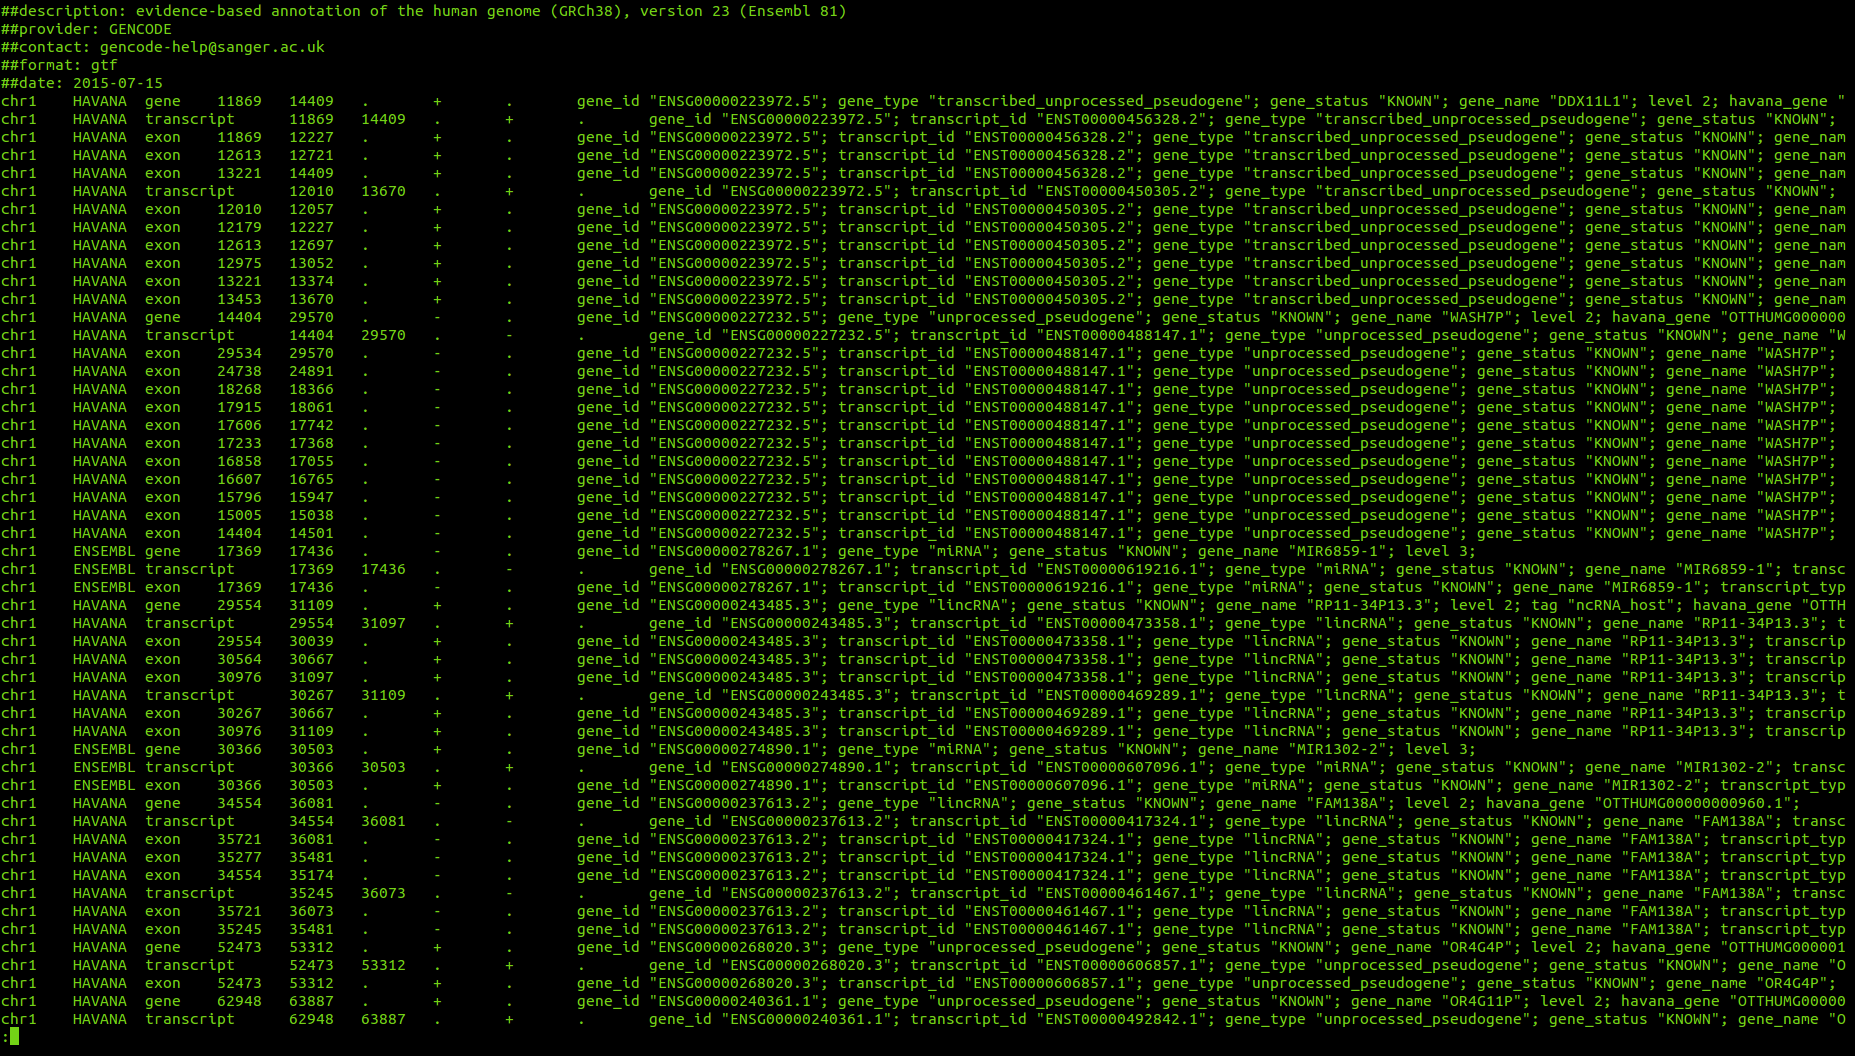 ##description: evidence-based annotation of the human genome (GRCh38), version 23 (Ensembl 81)
##provider: GENCODE
##contact: gencode-help@sanger.ac.uk
##format: gtf
##date: 2015-07-15
chr1 HAVANA gene 11869 14409 . + . gene_id "ENSG00000223972.5"; gene_type "transcribed_unprocessed_pseudogene"; gene_status "KNOWN"; gene_name "DDX11L1"; level 2; havana_gene "
chr1 HAVANA transcript 11869 14409 . + . gene_id "ENSG00000223972.5"; transcript_id "ENST00000456328.2"; gene_type "transcribed_unprocessed_pseudogene"; gene_status "KNOWN";
chr1 HAVANA exon 11869 12227 . + . gene_id "ENSG00000223972.5"; transcript_id "ENST00000456328.2"; gene_type "transcribed_unprocessed_pseudogene"; gene_status "KNOWN"; gene_nam
chr1 HAVANA exon 12613 12721 . + . gene_id "ENSG00000223972.5"; transcript_id "ENST00000456328.2"; gene_type "transcribed_unprocessed_pseudogene"; gene_status "KNOWN"; gene_nam
chr1 HAVANA exon 13221 14409 . + . gene_id "ENSG00000223972.5"; transcript_id "ENST00000456328.2"; gene_type "transcribed_unprocessed_pseudogene"; gene_status "KNOWN"; gene_nam
chr1 HAVANA transcript 12010 13670 . + . gene_id "ENSG00000223972.5"; transcript_id "ENST00000450305.2"; gene_type "transcribed_unprocessed_pseudogene"; gene_status "KNOWN";
chr1 HAVANA exon 12010 12057 . + . gene_id "ENSG00000223972.5"; transcript_id "ENST00000450305.2"; gene_type "transcribed_unprocessed_pseudogene"; gene_status "KNOWN"; gene_nam
chr1 HAVANA exon 12179 12227 . + . gene_id "ENSG00000223972.5"; transcript_id "ENST00000450305.2"; gene_type "transcribed_unprocessed_pseudogene"; gene_status "KNOWN"; gene_nam
chr1 HAVANA exon 12613 12697 . + . gene_id "ENSG00000223972.5"; transcript_id "ENST00000450305.2"; gene_type "transcribed_unprocessed_pseudogene"; gene_status "KNOWN"; gene_nam
chr1 HAVANA exon 12975 13052 . + . gene_id "ENSG00000223972.5"; transcript_id "ENST00000450305.2"; gene_type "transcribed_unprocessed_pseudogene"; gene_status "KNOWN"; gene_nam
chr1 HAVANA exon 13221 13374 . + . gene_id "ENSG00000223972.5"; transcript_id "ENST00000450305.2"; gene_type "transcribed_unprocessed_pseudogene"; gene_status "KNOWN"; gene_nam
chr1 HAVANA exon 13453 13670 . + . gene_id "ENSG00000223972.5"; transcript_id "ENST00000450305.2"; gene_type "transcribed_unprocessed_pseudogene"; gene_status "KNOWN"; gene_nam
chr1 HAVANA gene 14404 29570 . - . gene_id "ENSG00000227232.5"; gene_type "unprocessed_pseudogene"; gene_status "KNOWN"; gene_name "WASH7P"; level 2; havana_gene "OTTHUMG000000
chr1 HAVANA transcript 14404 29570 . - . gene_id "ENSG00000227232.5"; transcript_id "ENST00000488147.1"; gene_type "unprocessed_pseudogene"; gene_status "KNOWN"; gene_name "W
chr1 HAVANA exon 29534 29570 . - . gene_id "ENSG00000227232.5"; transcript_id "ENST00000488147.1"; gene_type "unprocessed_pseudogene"; gene_status "KNOWN"; gene_name "WASH7P";
chr1 HAVANA exon 24738 24891 . - . gene_id "ENSG00000227232.5"; transcript_id "ENST00000488147.1"; gene_type "unprocessed_pseudogene"; gene_status "KNOWN"; gene_name "WASH7P";
chr1 HAVANA exon 18268 18366 . - . gene_id "ENSG00000227232.5"; transcript_id "ENST00000488147.1"; gene_type "unprocessed_pseudogene"; gene_status "KNOWN"; gene_name "WASH7P";
chr1 HAVANA exon 17915 18061 . - . gene_id "ENSG00000227232.5"; transcript_id "ENST00000488147.1"; gene_type "unprocessed_pseudogene"; gene_status "KNOWN"; gene_name "WASH7P";
chr1 HAVANA exon 17606 17742 . - . gene_id "ENSG00000227232.5"; transcript_id "ENST00000488147.1"; gene_type "unprocessed_pseudogene"; gene_status "KNOWN"; gene_name "WASH7P";
chr1 HAVANA exon 17233 17368 . - . gene_id "ENSG00000227232.5"; transcript_id "ENST00000488147.1"; gene_type "unprocessed_pseudogene"; gene_status "KNOWN"; gene_name "WASH7P";
chr1 HAVANA exon 16858 17055 . - . gene_id "ENSG00000227232.5"; transcript_id "ENST00000488147.1"; gene_type "unprocessed_pseudogene"; gene_status "KNOWN"; gene_name "WASH7P";
chr1 HAVANA exon 16607 16765 . - . gene_id "ENSG00000227232.5"; transcript_id "ENST00000488147.1"; gene_type "unprocessed_pseudogene"; gene_status "KNOWN"; gene_name "WASH7P";
chr1 HAVANA exon 15796 15947 . - . gene_id "ENSG00000227232.5"; transcript_id "ENST00000488147.1"; gene_type "unprocessed_pseudogene"; gene_status "KNOWN"; gene_name "WASH7P";
chr1 HAVANA exon 15005 15038 . - . gene_id "ENSG00000227232.5"; transcript_id "ENST00000488147.1"; gene_type "unprocessed_pseudogene"; gene_status "KNOWN"; gene_name "WASH7P";
chr1 HAVANA exon 14404 14501 . - . gene_id "ENSG00000227232.5"; transcript_id "ENST00000488147.1"; gene_type "unprocessed_pseudogene"; gene_status "KNOWN"; gene_name "WASH7P";
chr1 ENSEMBL gene 17369 17436 . - . gene_id "ENSG00000278267.1"; gene_type "miRNA"; gene_status "KNOWN"; gene_name "MIR6859-1"; level 3;
chr1 ENSEMBL transcript 17369 17436 . - . gene_id "ENSG00000278267.1"; transcript_id "ENST00000619216.1"; gene_type "miRNA"; gene_status "KNOWN"; gene_name "MIR6859-1"; transc
chr1 ENSEMBL exon 17369 17436 . - . gene_id "ENSG00000278267.1"; transcript_id "ENST00000619216.1"; gene_type "miRNA"; gene_status "KNOWN"; gene_name "MIR6859-1"; transcript_typ
chr1 HAVANA gene 29554 31109 . + . gene_id "ENSG00000243485.3"; gene_type "lincRNA"; gene_status "KNOWN"; gene_name "RP11-34P13.3"; level 2; tag "ncRNA_host"; havana_gene "OTTH
chr1 HAVANA transcript 29554 31097 . + . gene_id "ENSG00000243485.3"; transcript_id "ENST00000473358.1"; gene_type "lincRNA"; gene_status "KNOWN"; gene_name "RP11-34P13.3"; t
chr1 HAVANA exon 29554 30039 . + . gene_id "ENSG00000243485.3"; transcript_id "ENST00000473358.1"; gene_type "lincRNA"; gene_status "KNOWN"; gene_name "RP11-34P13.3"; transcrip
chr1 HAVANA exon 30564 30667 . + . gene_id "ENSG00000243485.3"; transcript_id "ENST00000473358.1"; gene_type "lincRNA"; gene_status "KNOWN"; gene_name "RP11-34P13.3"; transcrip
chr1 HAVANA exon 30976 31097 . + . gene_id "ENSG00000243485.3"; transcript_id "ENST00000473358.1"; gene_type "lincRNA"; gene_status "KNOWN"; gene_name "RP11-34P13.3"; transcrip
chr1 HAVANA transcript 30267 31109 . + . gene_id "ENSG00000243485.3"; transcript_id "ENST00000469289.1"; gene_type "lincRNA"; gene_status "KNOWN"; gene_name "RP11-34P13.3"; t
chr1 HAVANA exon 30267 30667 . + . gene_id "ENSG00000243485.3"; transcript_id "ENST00000469289.1"; gene_type "lincRNA"; gene_status "KNOWN"; gene_name "RP11-34P13.3"; transcrip
chr1 HAVANA exon 30976 31109 . + . gene_id "ENSG00000243485.3"; transcript_id "ENST00000469289.1"; gene_type "lincRNA"; gene_status "KNOWN"; gene_name "RP11-34P13.3"; transcrip
chr1 ENSEMBL gene 30366 30503 . + . gene_id "ENSG00000274890.1"; gene_type "miRNA"; gene_status "KNOWN"; gene_name "MIR1302-2"; level 3;
chr1 ENSEMBL transcript 30366 30503 . + . gene_id "ENSG00000274890.1"; transcript_id "ENST00000607096.1"; gene_type "miRNA"; gene_status "KNOWN"; gene_name "MIR1302-2"; transc
chr1 ENSEMBL exon 30366 30503 . + . gene_id "ENSG00000274890.1"; transcript_id "ENST00000607096.1"; gene_type "miRNA"; gene_status "KNOWN"; gene_name "MIR1302-2"; transcript_typ
chr1 HAVANA gene 34554 36081 . - . gene_id "ENSG00000237613.2"; gene_type "lincRNA"; gene_status "KNOWN"; gene_name "FAM138A"; level 2; havana_gene "OTTHUMG00000000960.1";
chr1 HAVANA transcript 34554 36081 . - . gene_id "ENSG00000237613.2"; transcript_id "ENST00000417324.1"; gene_type "lincRNA"; gene_status "KNOWN"; gene_name "FAM138A"; transc
chr1 HAVANA exon 35721 36081 . - . gene_id "ENSG00000237613.2"; transcript_id "ENST00000417324.1"; gene_type "lincRNA"; gene_status "KNOWN"; gene_name "FAM138A"; transcript_typ
chr1 HAVANA exon 35277 35481 . - . gene_id "ENSG00000237613.2"; transcript_id "ENST00000417324.1"; gene_type "lincRNA"; gene_status "KNOWN"; gene_name "FAM138A"; transcript_typ
chr1 HAVANA exon 34554 35174 . - . gene_id "ENSG00000237613.2"; transcript_id "ENST00000417324.1"; gene_type "lincRNA"; gene_status "KNOWN"; gene_name "FAM138A"; transcript_typ
chr1 HAVANA transcript 35245 36073 . - . gene_id "ENSG00000237613.2"; transcript_id "ENST00000461467.1"; gene_type "lincRNA"; gene_status "KNOWN"; gene_name "FAM138A"; transc
chr1 HAVANA exon 35721 36073 . - . gene_id "ENSG00000237613.2"; transcript_id "ENST00000461467.1"; gene_type "lincRNA"; gene_status "KNOWN"; gene_name "FAM138A"; transcript_typ
chr1 HAVANA exon 35245 35481 . - . gene_id "ENSG00000237613.2"; transcript_id "ENST00000461467.1"; gene_type "lincRNA"; gene_status "KNOWN"; gene_name "FAM138A"; transcript_typ
chr1 HAVANA gene 52473 53312 . + . gene_id "ENSG00000268020.3"; gene_type "unprocessed_pseudogene"; gene_status "KNOWN"; gene_name "OR4G4P"; level 2; havana_gene "OTTHUMG000001
chr1 HAVANA transcript 52473 53312 . + . gene_id "ENSG00000268020.3"; transcript_id "ENST00000606857.1"; gene_type "unprocessed_pseudogene"; gene_status "KNOWN"; gene_name "O
chr1 HAVANA exon 52473 53312 . + . gene_id "ENSG00000268020.3"; transcript_id "ENST00000606857.1"; gene_type "unprocessed_pseudogene"; gene_status "KNOWN"; gene_name "OR4G4P";
chr1 HAVANA gene 62948 63887 . + . gene_id "ENSG00000240361.1"; gene_type "unprocessed_pseudogene"; gene_status "KNOWN"; gene_name "OR4G11P"; level 2; havana_gene "OTTHUMG00000
chr1 HAVANA transcript 62948 63887 . + . gene_id "ENSG00000240361.1"; transcript_id "ENST00000492842.1"; gene_type "unprocessed_pseudogene"; gene_status "KNOWN"; gene_name "O
: